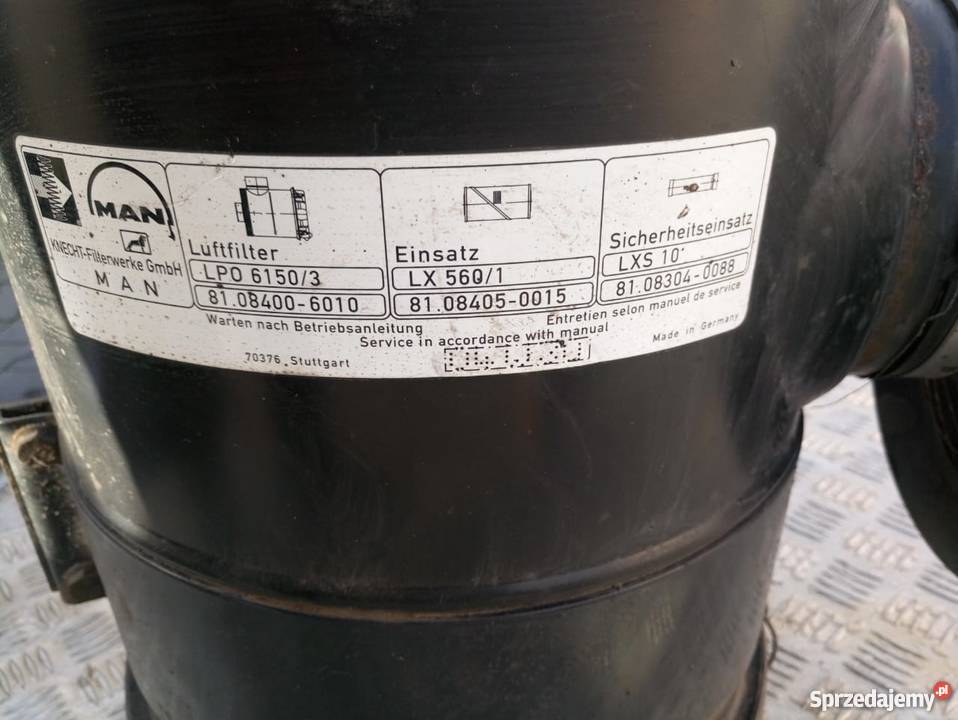 MAN
KNECHT-Filterwerke GmbH
MAN
Luftfilter
LPO 6150/3
81.08400-6010
Einsatz
LX 560/1
81.08405-0015
Sicherheitseinsatz
LXS 10
81.08304-0088
Warten nach Betriebsanleitung
Service in accordance with manual
Entretien selon manuel de service
70376 Stuttgart
Made in Germany
Sprzedajemy.pl